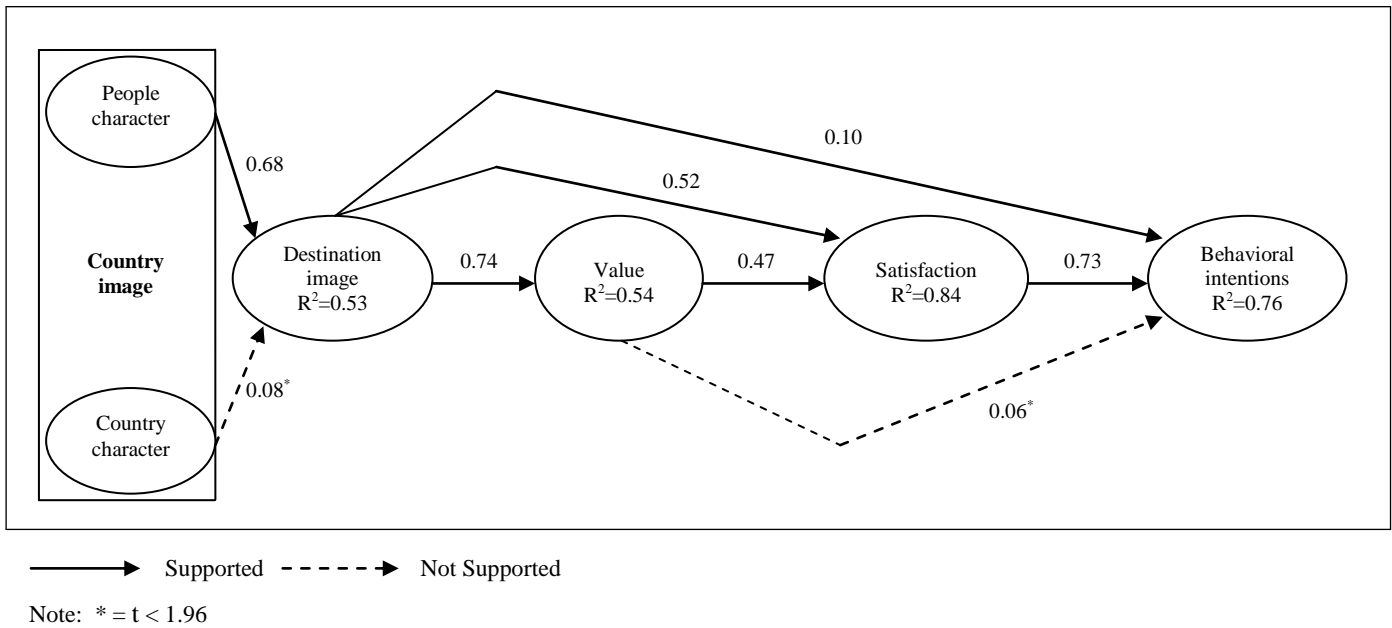 People
character
0.68
Country
image
0.08*
Country
character
Destination
image
R²=0.53
0.74
0.10
0.52
Value
R²=0.54
0.47
Satisfaction
R²=0.84
0.73
0.06*
Behavioral
intentions
R²=0.76
Supported
Not Supported
Note: * = t < 1.96